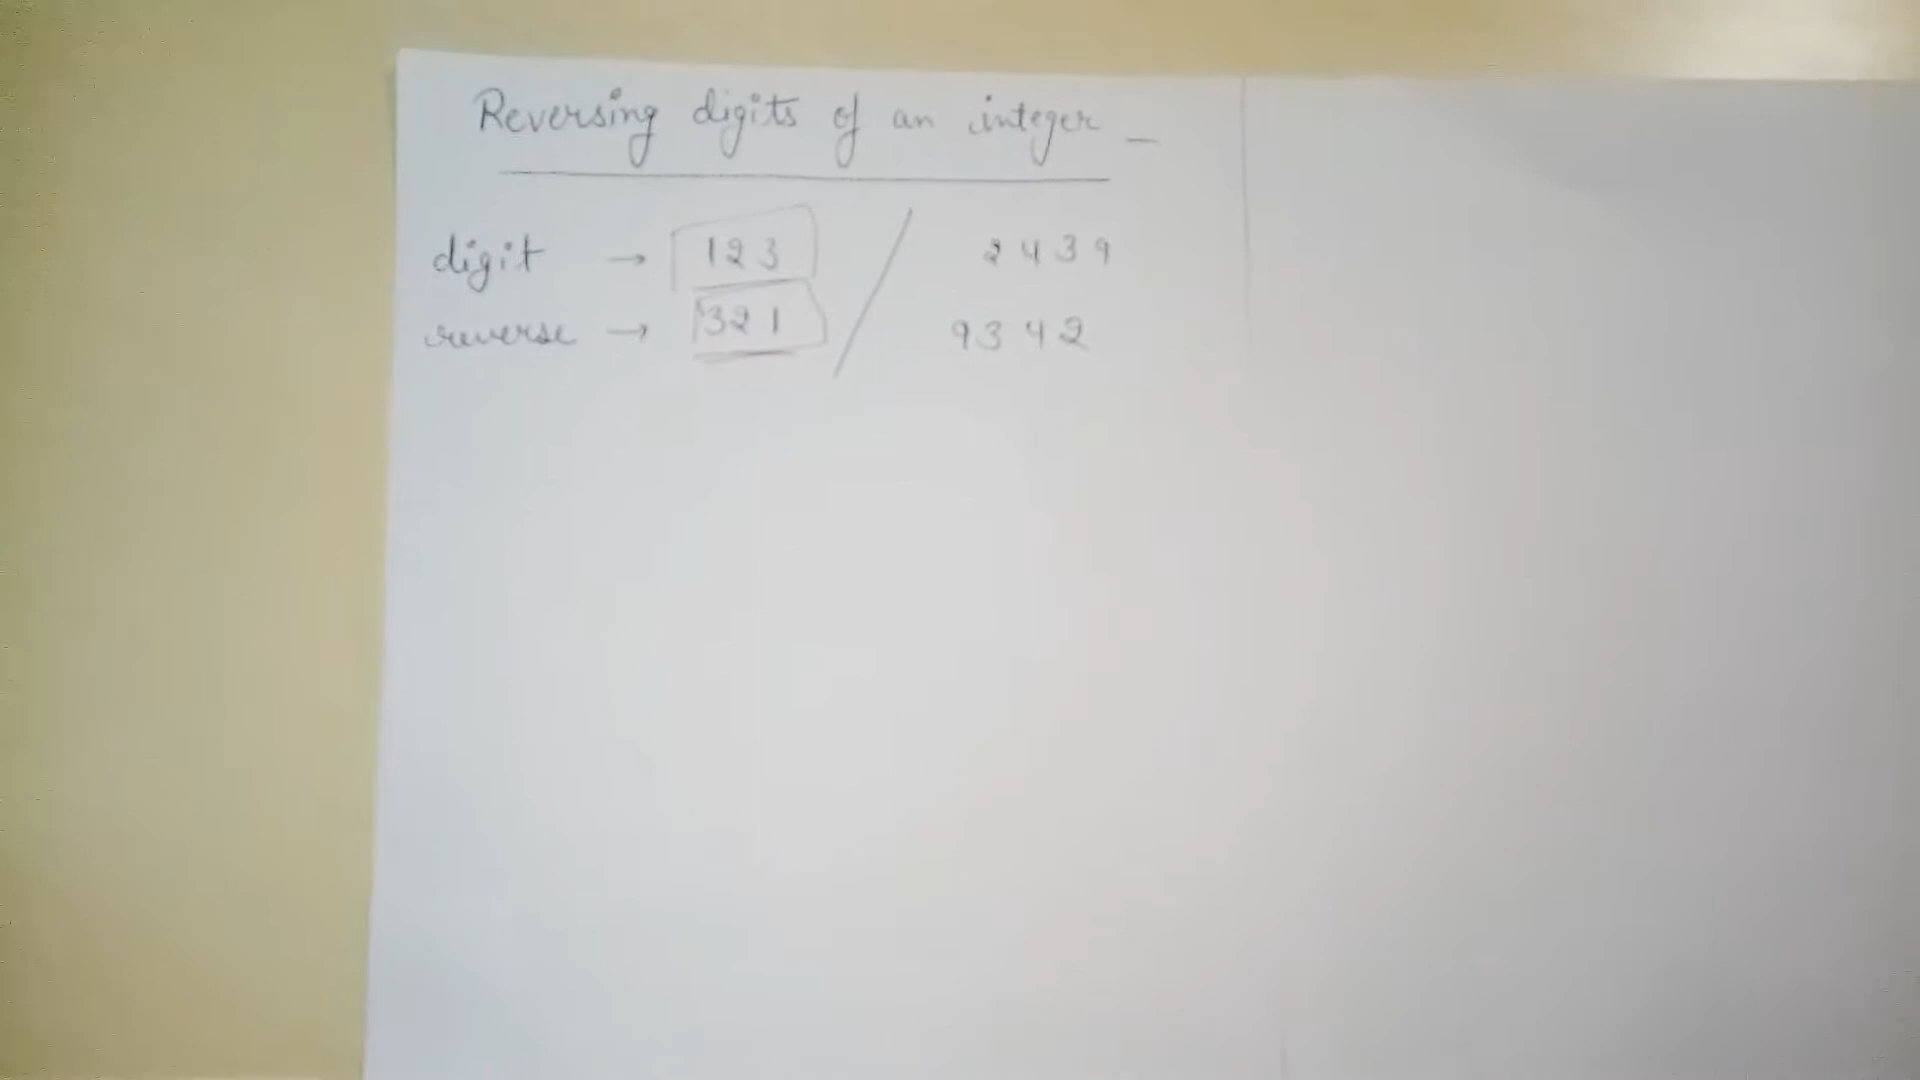 Reversing digits of an integer -
digit → 123 / 2439
reverse → 321 9342